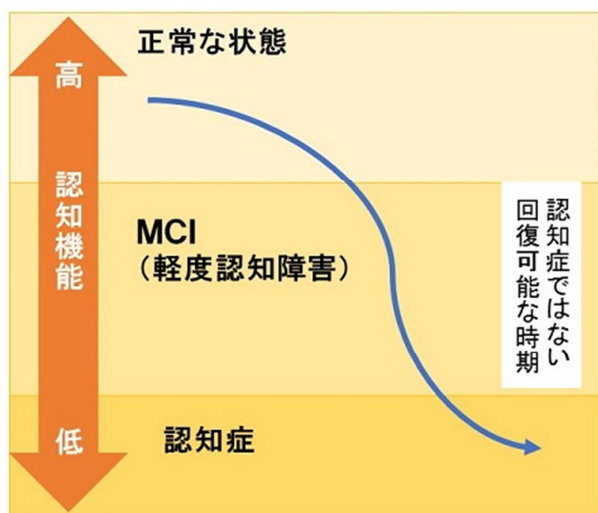 正常な状態
高
認知機能
低
MCI
（軽度認知障害）
認知症
認知症ではない
回復可能な時期